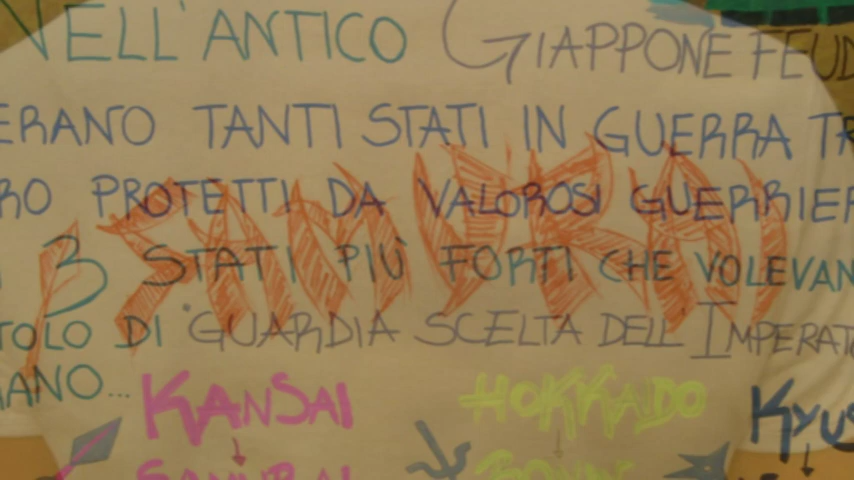 NELL'ANTICO GIAPPONE FEUD
ERANO TANTI STATI IN GUERRA TR
RO PROTETTI DA VALOROSI GUERRIER
I SAMURAI
3 STATI PIÙ FORTI CHE VOLEVAN
TOLO DI "GUARDIA SCELTA DELL'IMPERAT
ANO...
KANSAI HOKKAIDO KYUS
SAMURAI